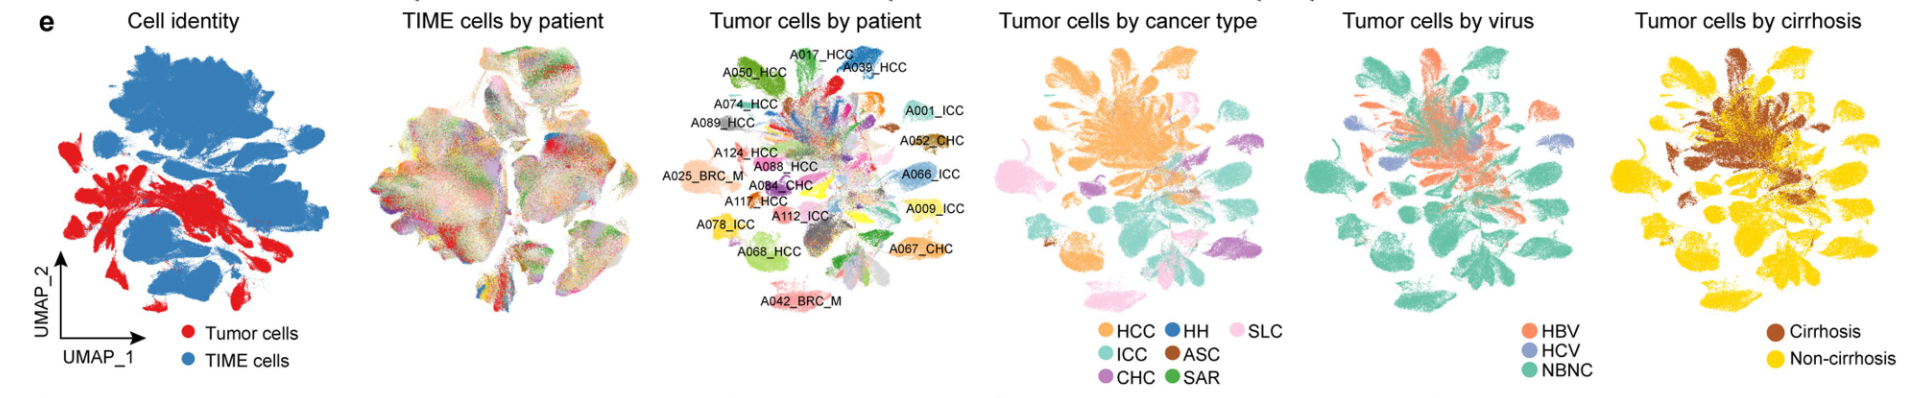 e
Cell identity
TIME cells by patient
Tumor cells by patient
Tumor cells by cancer type
Tumor cells by virus
Tumor cells by cirrhosis
UMAP_2
UMAP_1
Tumor cells
TIME cells
A017_HCC
A039_HCC
A050_HCC
A074_HCC
A001_ICC
A089_HCC
A052_CHC
A124_HCC
A088_HCC
A025_BRC_M
A066_ICC
A084_CHC
A117_HCC
A009_ICC
A112_ICC
A078_ICC
A068_HCC
A067_CHC
A042_BRC_M
HCC
HH
SLC
ICC
ASC
CHC
SAR
HBV
HCV
NBNC
Cirrhosis
Non-cirrhosis